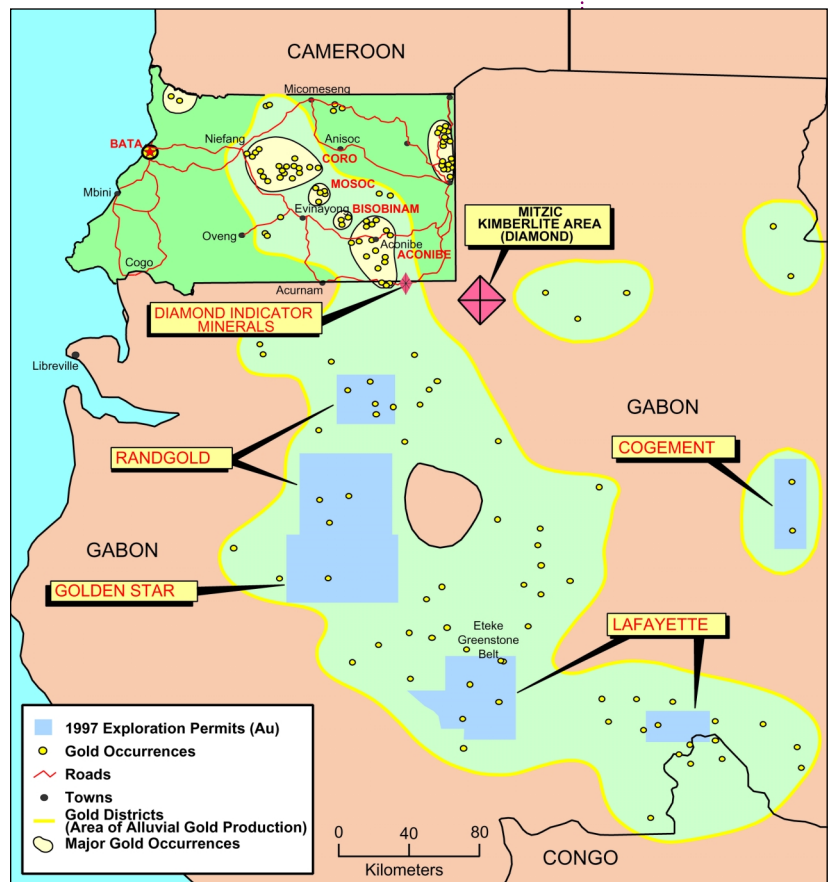 CAMEROON
Micomeseng
BATA
Niefang
Anisoc
CORO
MOSOC
Mbini
Evinayong
BISOBINAM
Oveng
Aconibe
ACONIBE
Cogo
Acurnam
MITZIC
KIMBERLITE AREA
(DIAMOND)
DIAMOND INDICATOR
MINERALS
Libreville
GABON
RANDGOLD
COGEMENT
GABON
GOLDEN STAR
Eteke
Greenstone
Belt
LAFAYETTE
1997 Exploration Permits (Au)
Gold Occurrences
Roads
Towns
Gold Districts
(Area of Alluvial Gold Production)
Major Gold Occurrences
0 40 80
Kilometers
CONGO